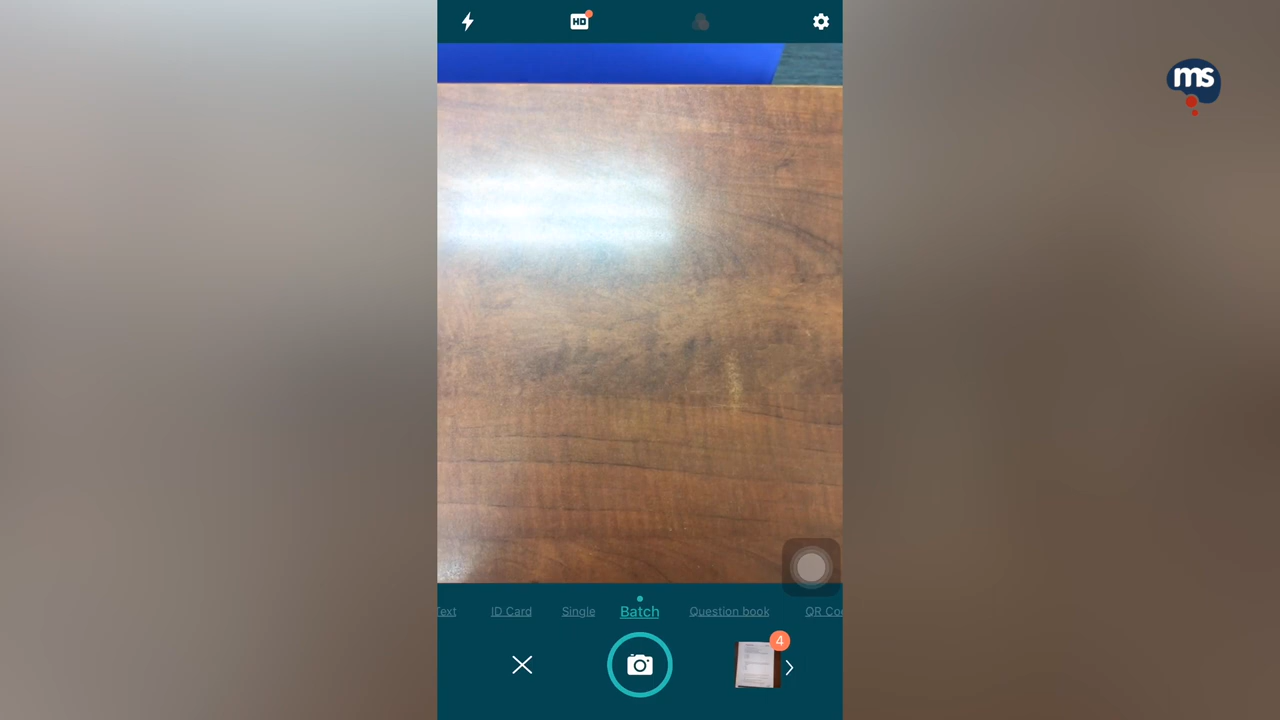 HD
ms
Text
ID Card
Single
Batch
Question book
QR Co
4